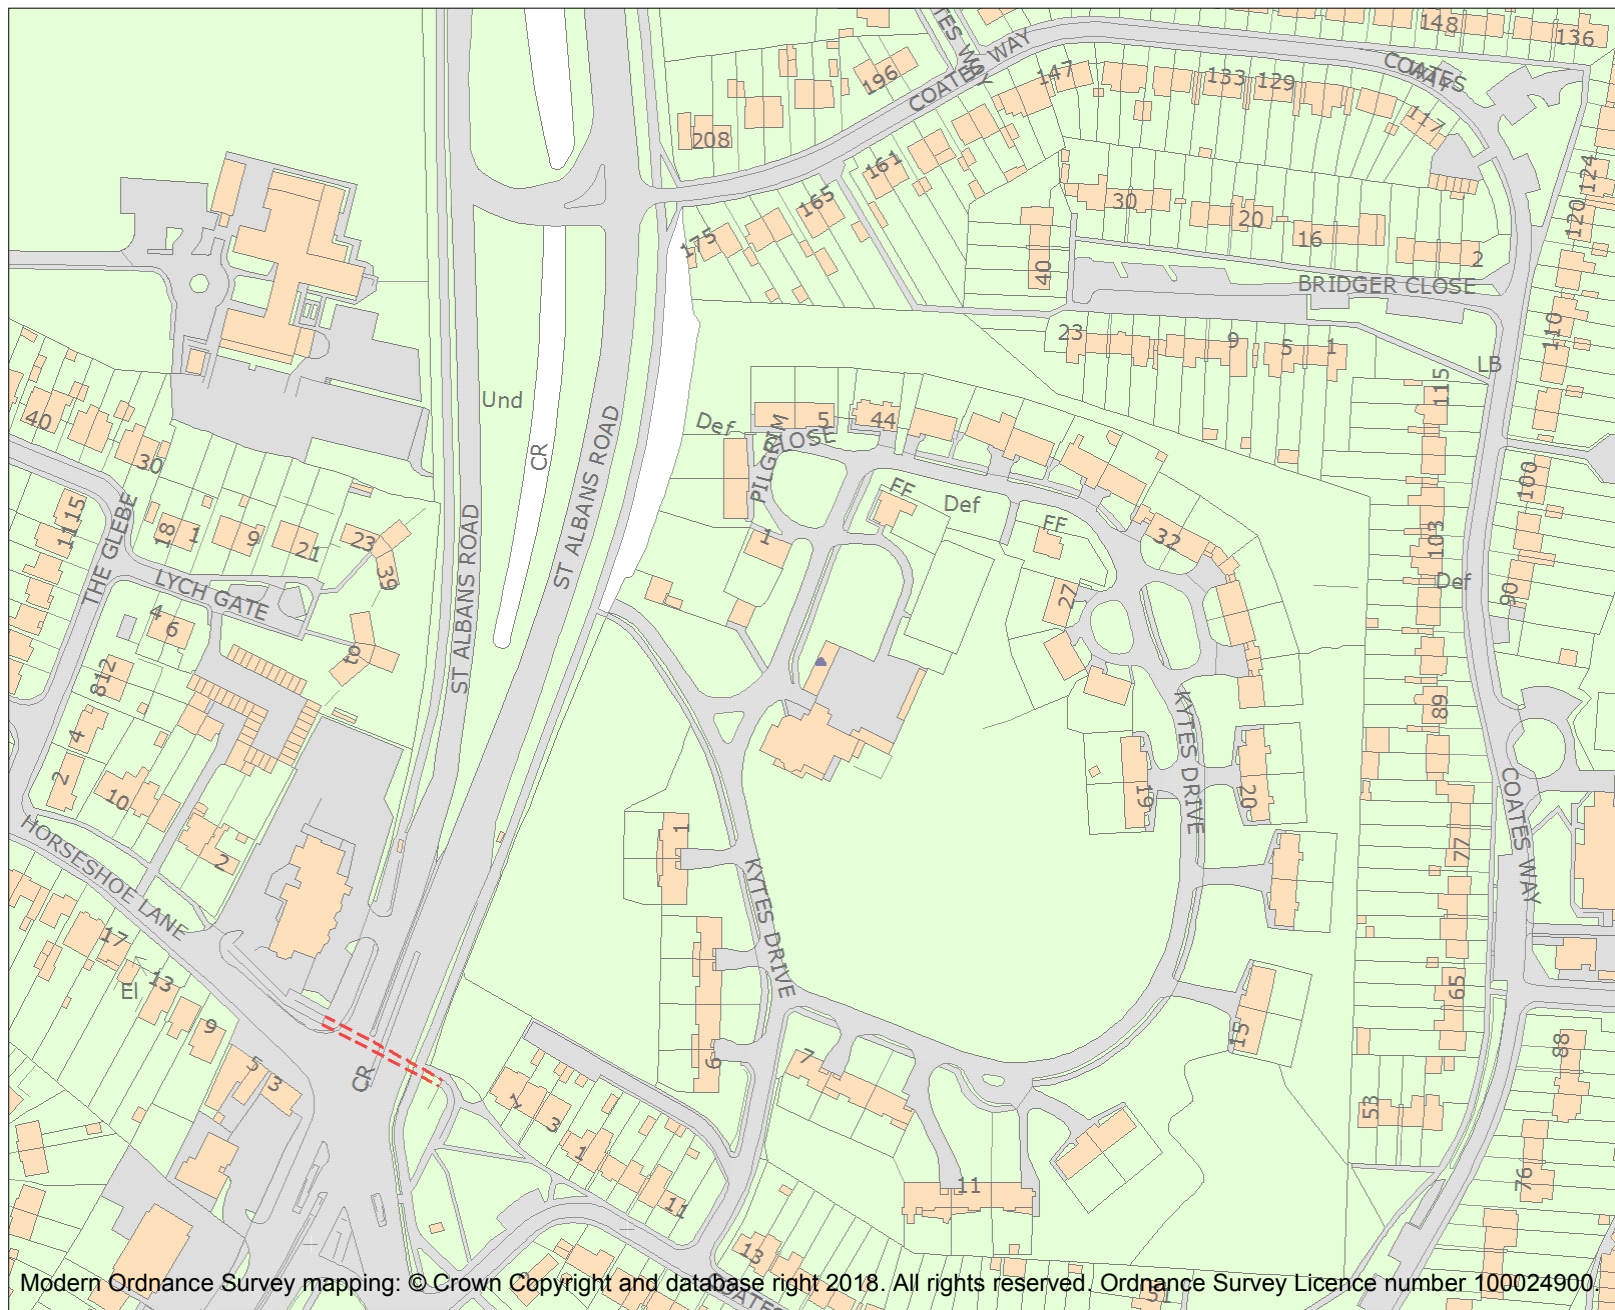 148
136
COATES WAY
COATES
WAY
147
133
129
117
196
208
161
165
175
30
20
16
2
40
BRIDGER CLOSE
124
120
110
23
9
5
1
LB
115
Und
CR
ST ALBANS ROAD
ST ALBANS ROAD
Def
5
44
PILGRIM
CLOSE
FF
Def
FF
1
32
27
40
30
1115
18
1
9
21
23
39
THE GLEBE
LYCH GATE
4
6
to
812
4
2
10
2
HORSESHOE LANE
100
103
Def
90
89
KYTES DRIVE
19
20
COATES WAY
77
1
KYTES DRIVE
17
13
El
9
5
3
CR
65
15
6
7
88
53
76
1
3
1
11
11
13
51
COATES
Modern Ordnance Survey mapping: © Crown Copyright and database right 2018. All rights reserved. Ordnance Survey Licence number 100024900.